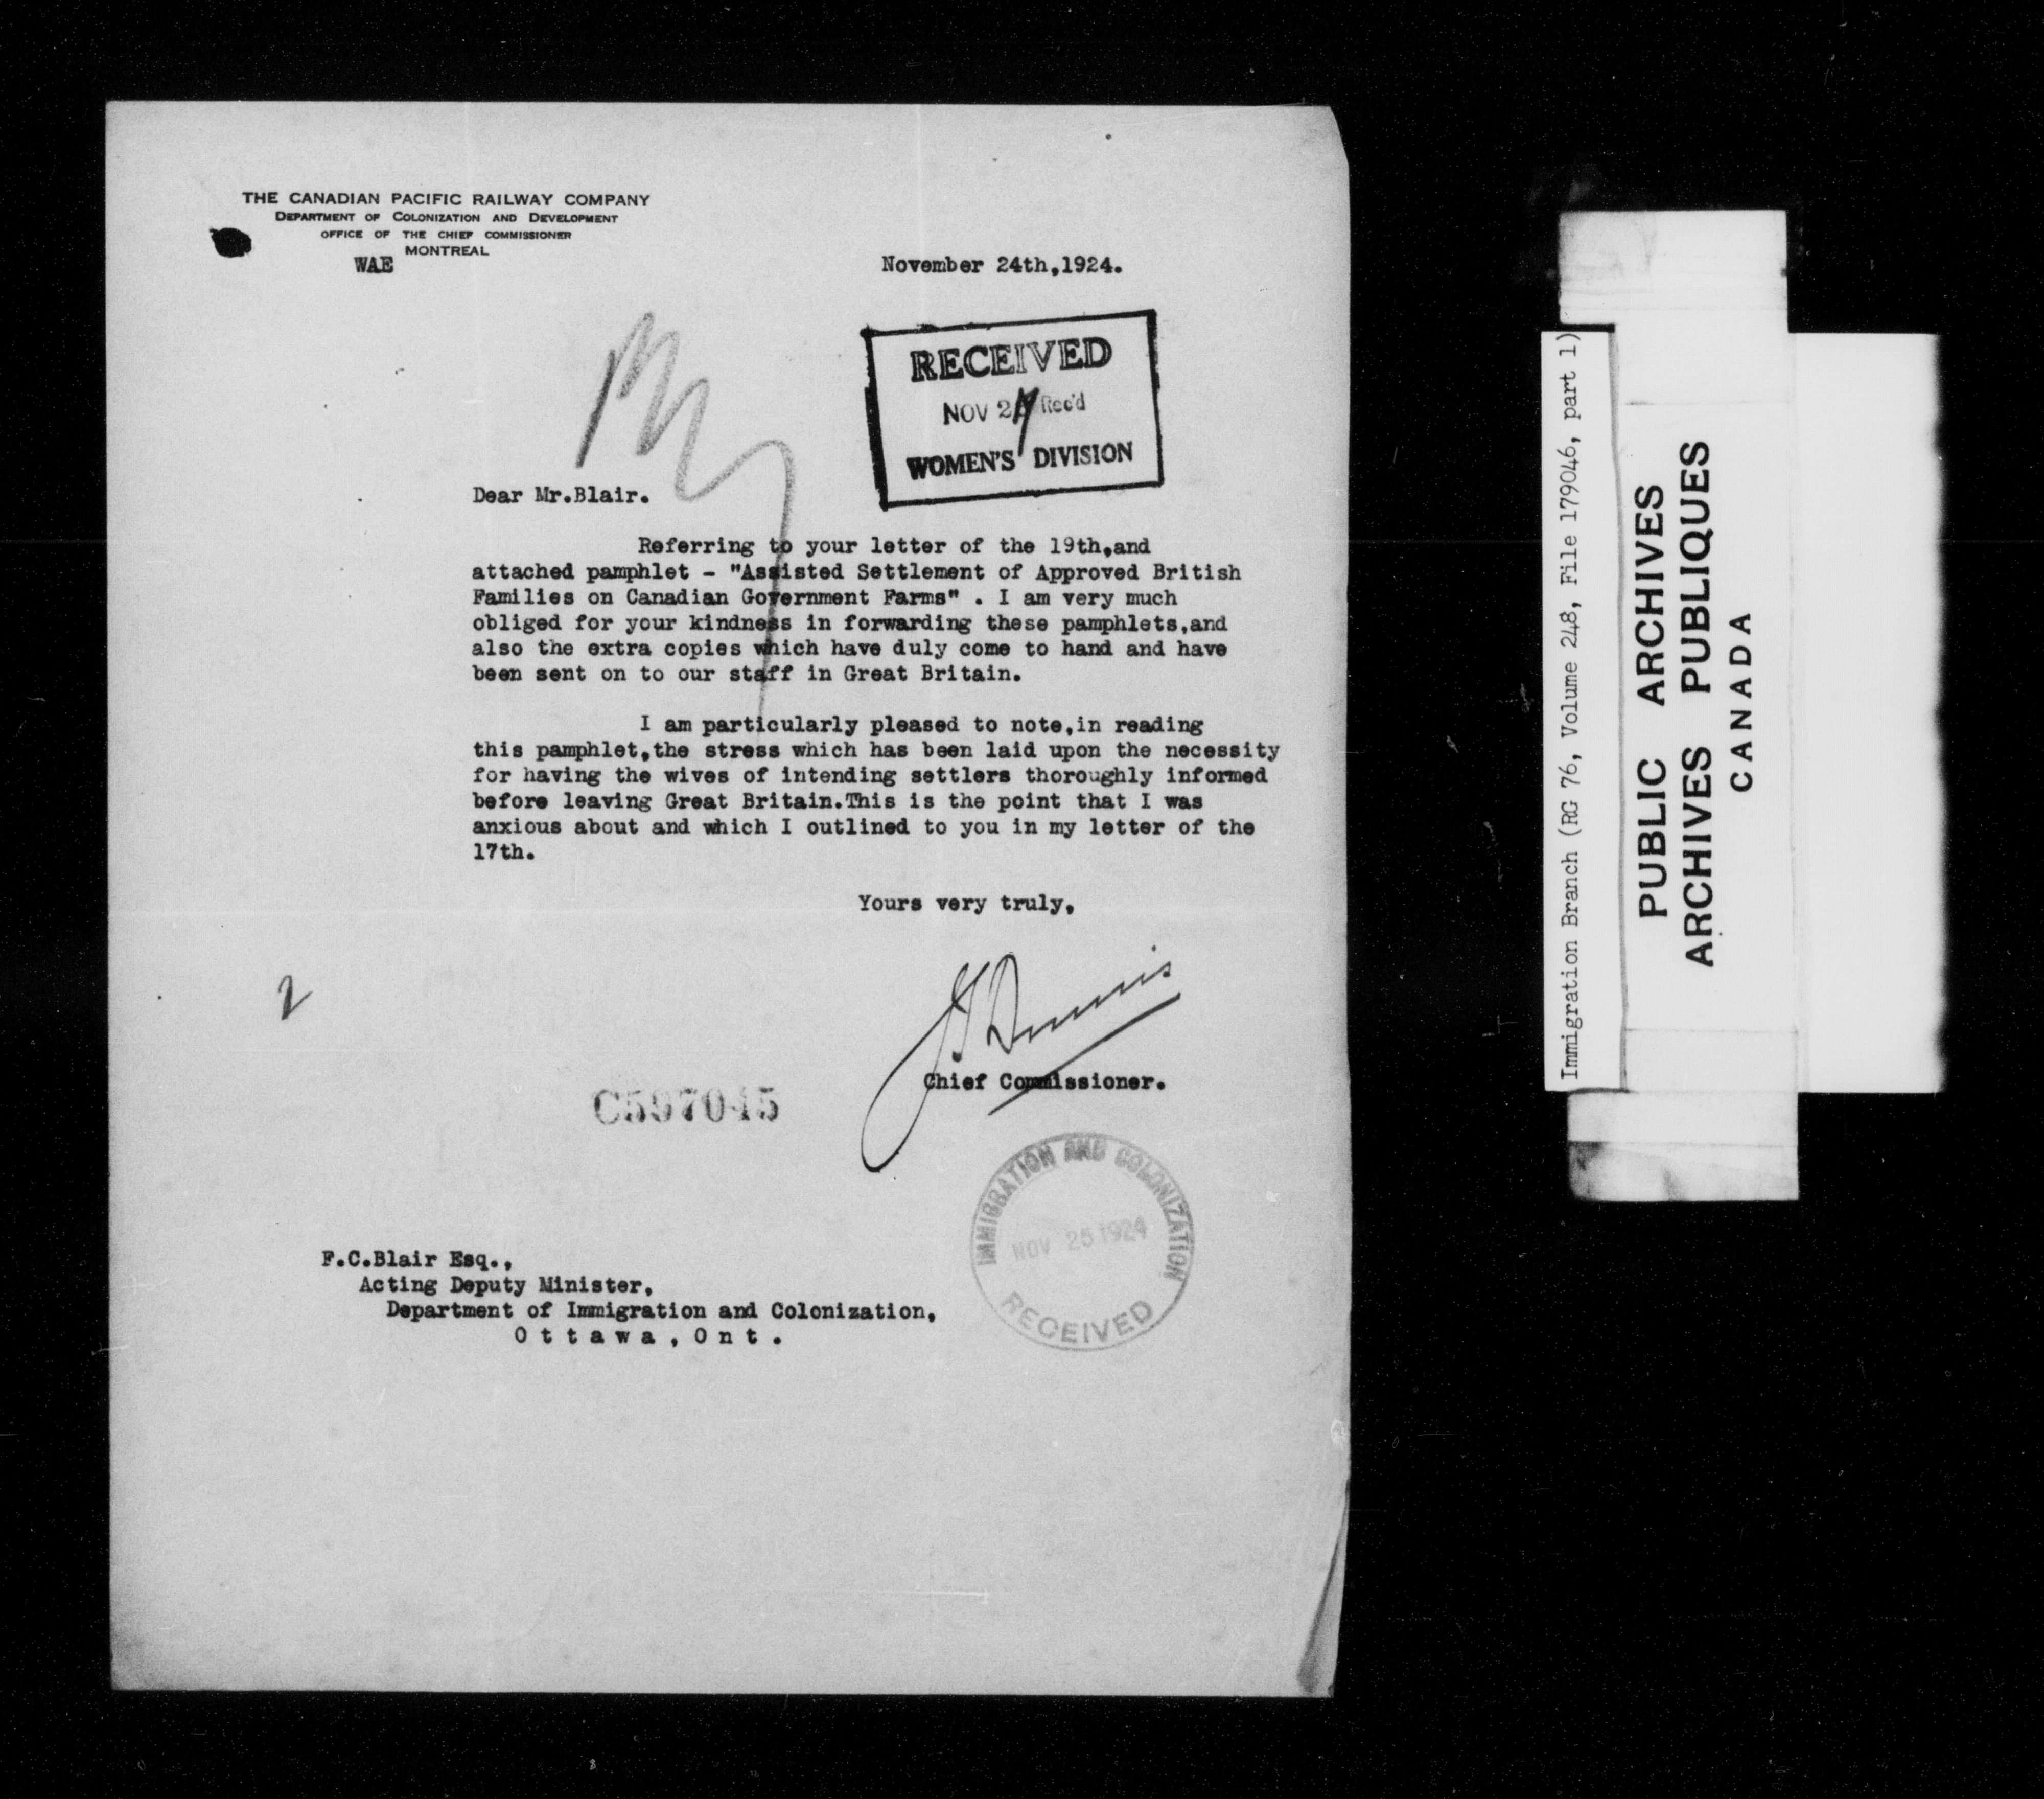 THE CANADIAN PACIFIC RAILWAY COMPANY
DEPARTMENT OF COLONIZATION AND DEVELOPMENT
OFFICE OF THE CHIEF COMMISSIONER
MONTREAL
WAE
November 24th,1924.
RECEIVED
NOV 2 Rec'd
WOMEN'S DIVISION
Dear Mr.Blair.
Referring to your letter of the 19th,and
attached pamphlet - "Assisted Settlement of Approved British
Families on Canadian Government Farms" . I am very much
obliged for your kindness in forwarding these pamphlets,and
also the extra copies which have duly come to hand and have
been sent on to our staff in Great Britain.
I am particularly pleased to note,in reading
this pamphlet,the stress which has been laid upon the necessity
for having the wives of intending settlers thoroughly informed
before leaving Great Britain.This is the point that I was
anxious about and which I outlined to you in my letter of the
17th.
Yours very truly,
J S Dennis
Chief Commissioner.
2
C597045
IMMIGRATION AND COLONIZATION
NOV 25 1924
RECEIVED
F.C.Blair Esq.,
Acting Deputy Minister,
Department of Immigration and Colonization,
Ottawa,Ont.
Immigration Branch (RG 76, Volume 248, File 179046, part 1)
PUBLIC ARCHIVES
ARCHIVES PUBLIQUES
CANADA